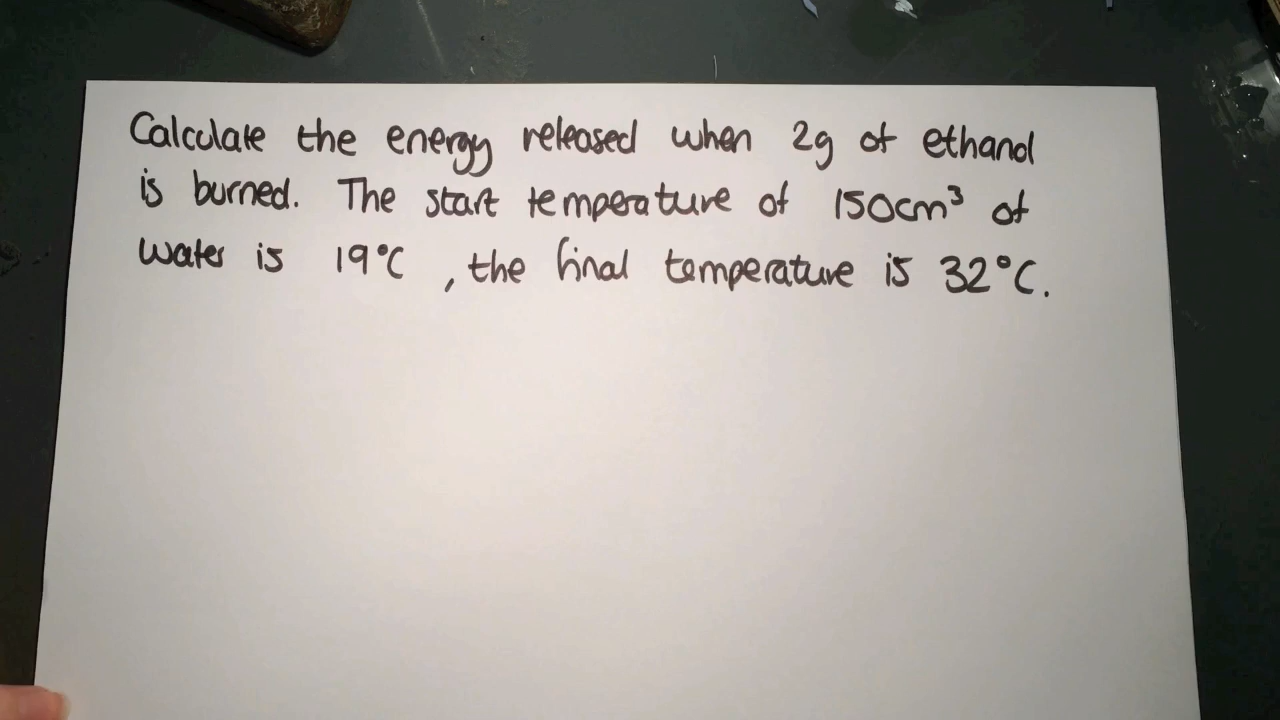 Calculate the energy released when 2g of ethanol
is burned. The start temperature of 150cm³ of
water is 19°C , the final temperature is 32°C.